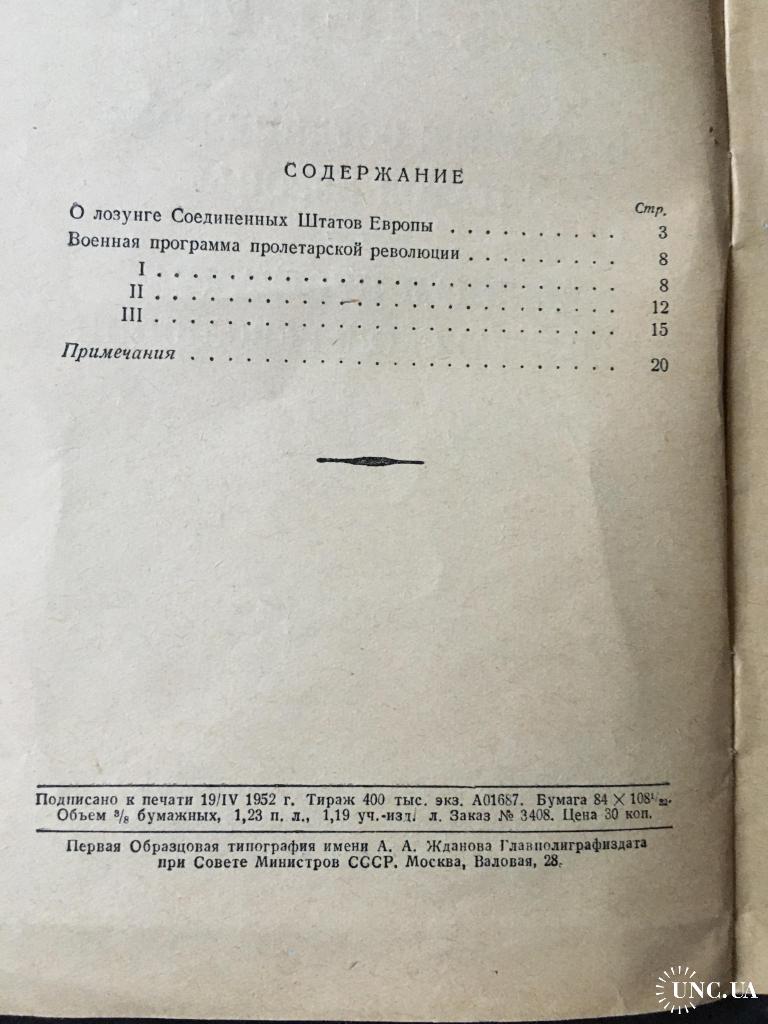 СОДЕРЖАНИЕ
Стр.
О лозунге Соединенных Штатов Европы . . . . . . . . . . 3
Военная программа пролетарской революции . . . . . . . . . 8
I . . . . . . . . . . . . . . . . . . . . . . . 8
II . . . . . . . . . . . . . . . . . . . . . . . 12
III . . . . . . . . . . . . . . . . . . . . . . . 15
Примечания . . . . . . . . . . . . . . . . . . . . . 20
Подписано к печати 19/IV 1952 г. Тираж 400 тыс. экз. А01687. Бумага 84 × 108¹/₃₂.
Объем ³/₈ бумажных, 1,23 п. л., 1,19 уч.-изд. л. Заказ № 3408. Цена 30 коп.
Первая Образцовая типография имени А. А. Жданова Главполиграфиздата
при Совете Министров СССР. Москва, Валовая, 28.
UNC.UA